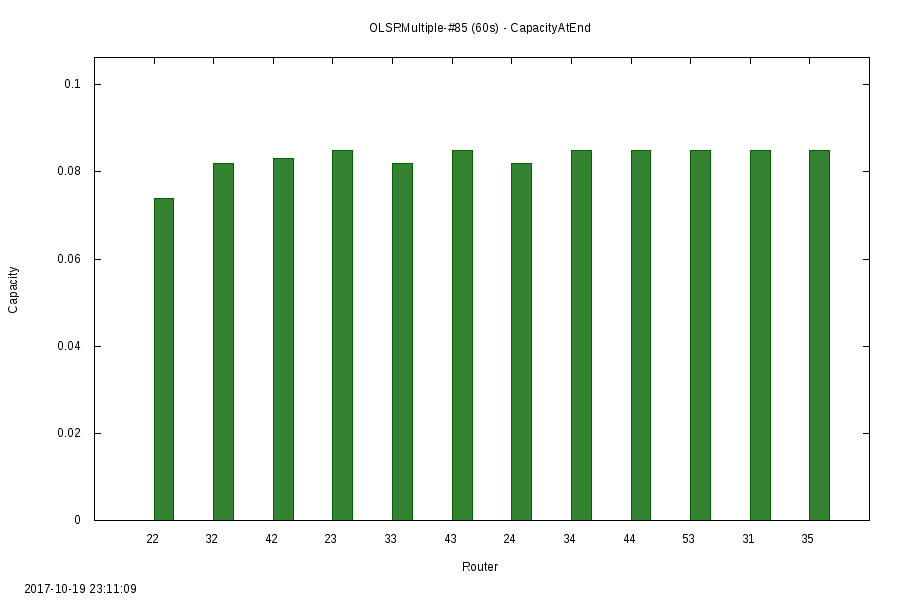 OLSRMultiple-#85 (60s) - CapacityAtEnd
0.1
0.08
0.06
0.04
0.02
0
Capacity
22 32 42 23 33 43 24 34 44 53 31 35
Router
2017-10-19 23:11:09